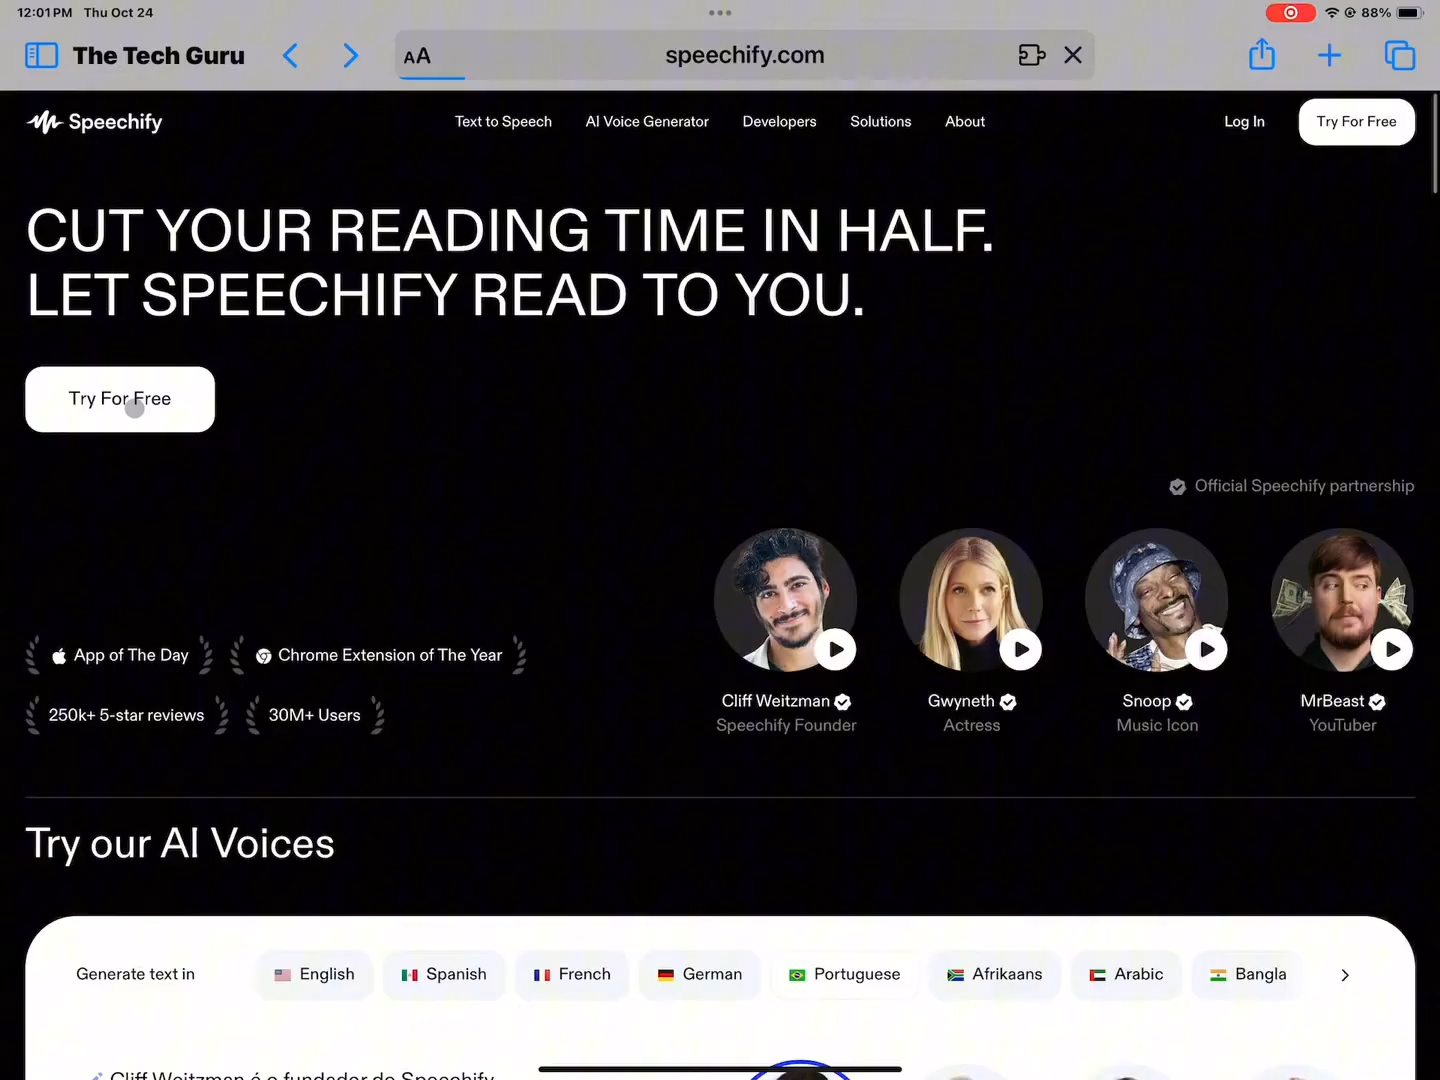 12:01PM Thu Oct 24
88%
The Tech Guru
AA
speechify.com
Speechify
Text to Speech
AI Voice Generator
Developers
Solutions
About
Log In
Try For Free
CUT YOUR READING TIME IN HALF.
LET SPEECHIFY READ TO YOU.
Try For Free
Official Speechify partnership
App of The Day
Chrome Extension of The Year
250k+ 5-star reviews
30M+ Users
Cliff Weitzman
Speechify Founder
Gwyneth
Actress
Snoop
Music Icon
MrBeast
YouTuber
Try our AI Voices
Generate text in
English
Spanish
French
German
Portuguese
Afrikaans
Arabic
Bangla
Cliff Weitzman é o fundador do Speechify